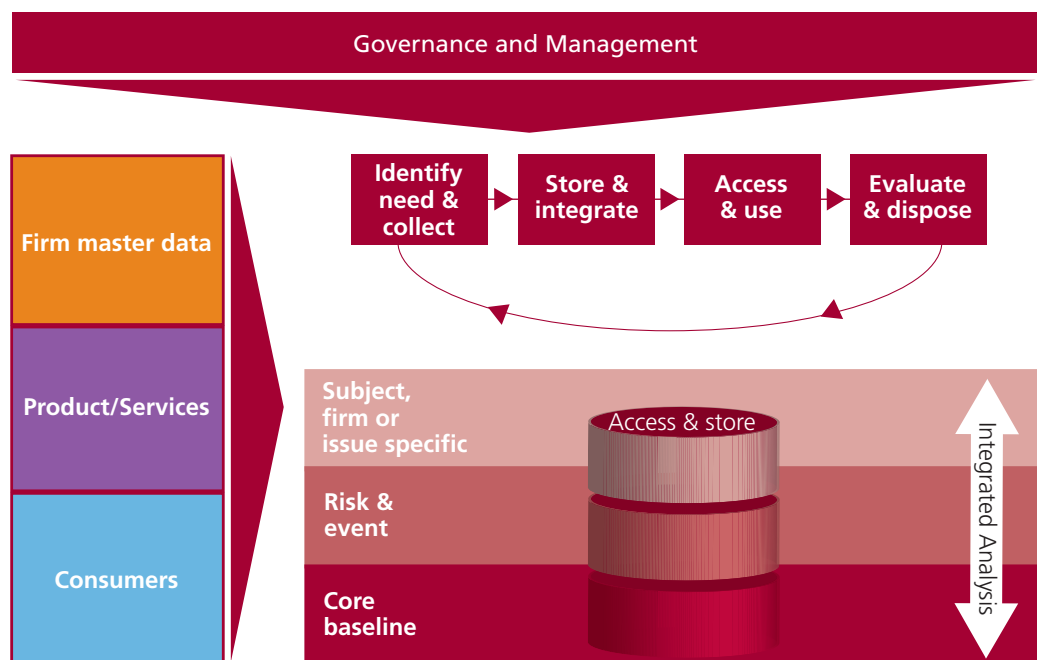 Governance and Management
Firm master data
Product/Services
Consumers
Identify
need &
collect
Store &
integrate
Access
& use
Evaluate
& dispose
Subject,
firm or
issue specific
Access & store
Risk &
event
Core
baseline
Integrated Analysis